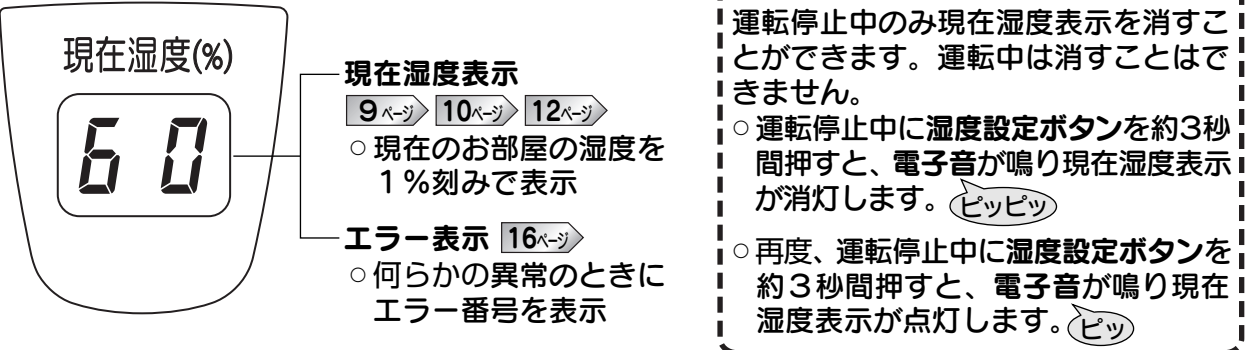 現在湿度(%)
60
現在湿度表示
9ページ 10ページ 12ページ
○現在のお部屋の湿度を
１%刻みで表示
エラー表示 16ページ
○何らかの異常のときに
エラー番号を表示
運転停止中のみ現在湿度表示を消すこ
とができます。運転中は消すことはで
きません。
○運転停止中に湿度設定ボタンを約3秒
間押すと、電子音が鳴り現在湿度表示
が消灯します。ピッピッ
○再度、運転停止中に湿度設定ボタンを
約３秒間押すと、電子音が鳴り現在
湿度表示が点灯します。ピッ